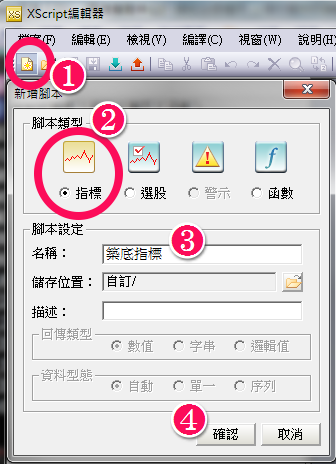 XS XScript編輯器
檔案(F) 編輯(E) 檢視(V) 編譯(C) 視窗(W) 說明(H
1
新增腳本
2
腳本類型
指標 選股 警示 函數
腳本設定
3
名稱： 築底指標
儲存位置： 自訂/
描述：
回傳類型
數值 字串 邏輯值
資料型態
自動 單一 序列
4
確認 取消